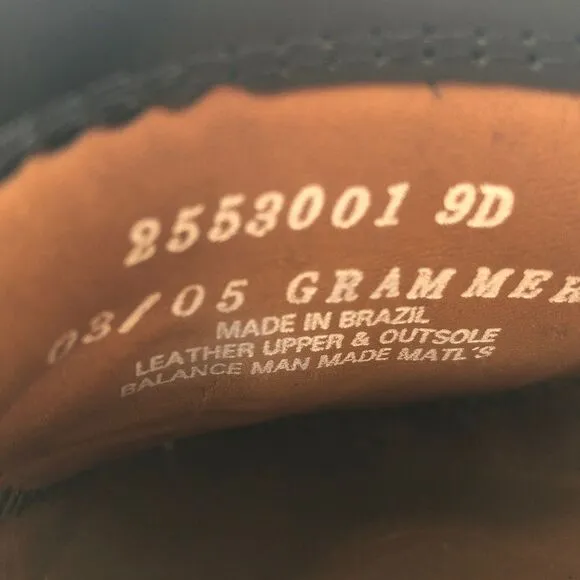 2553001 9D
03/05 GRAMMER
MADE IN BRAZIL
LEATHER UPPER & OUTSOLE
BALANCE MAN MADE MATL'S